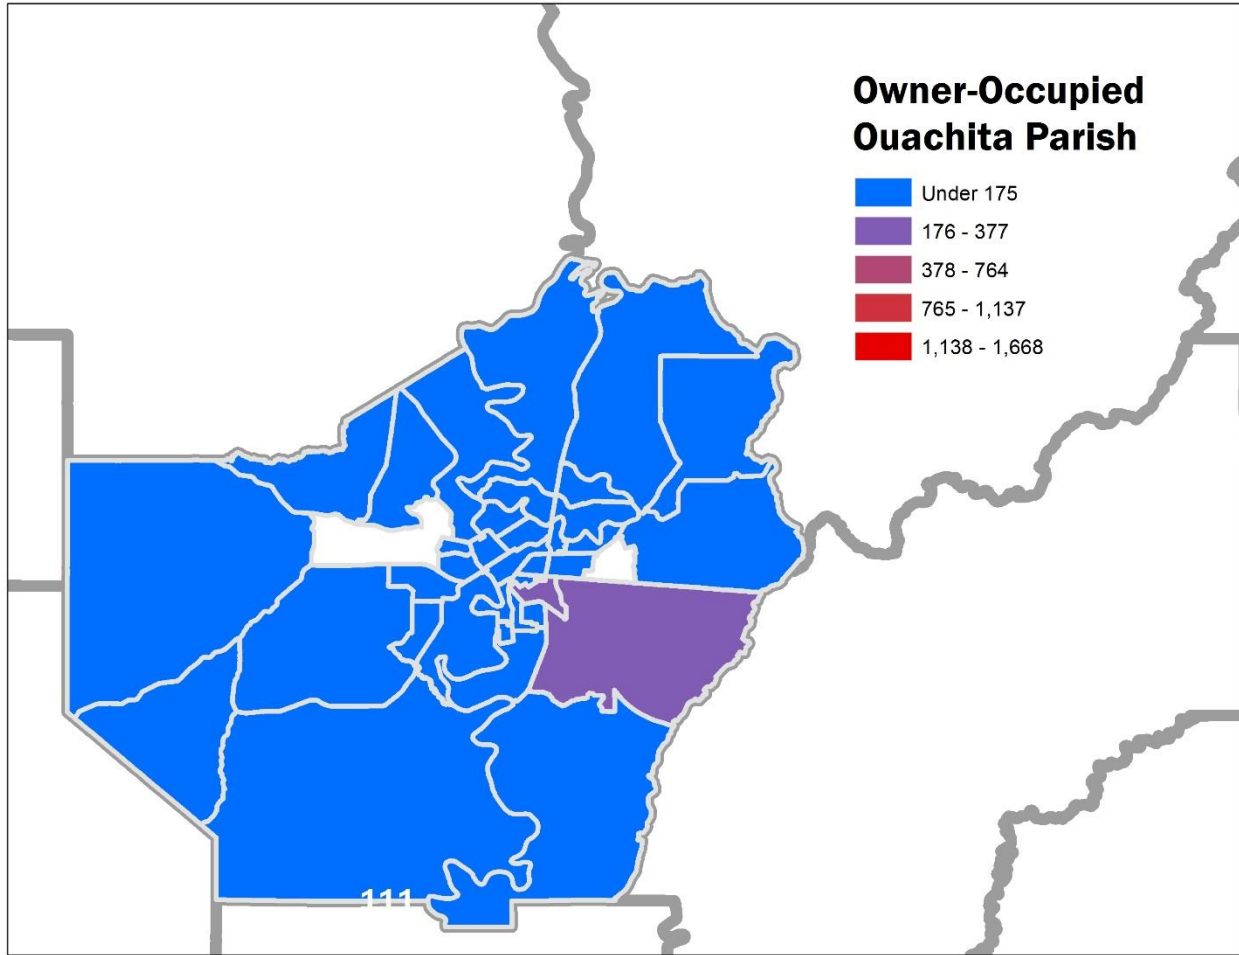 Owner-Occupied
Ouachita Parish
Under 175
176 - 377
378 - 764
765 - 1,137
1,138 - 1,668
111